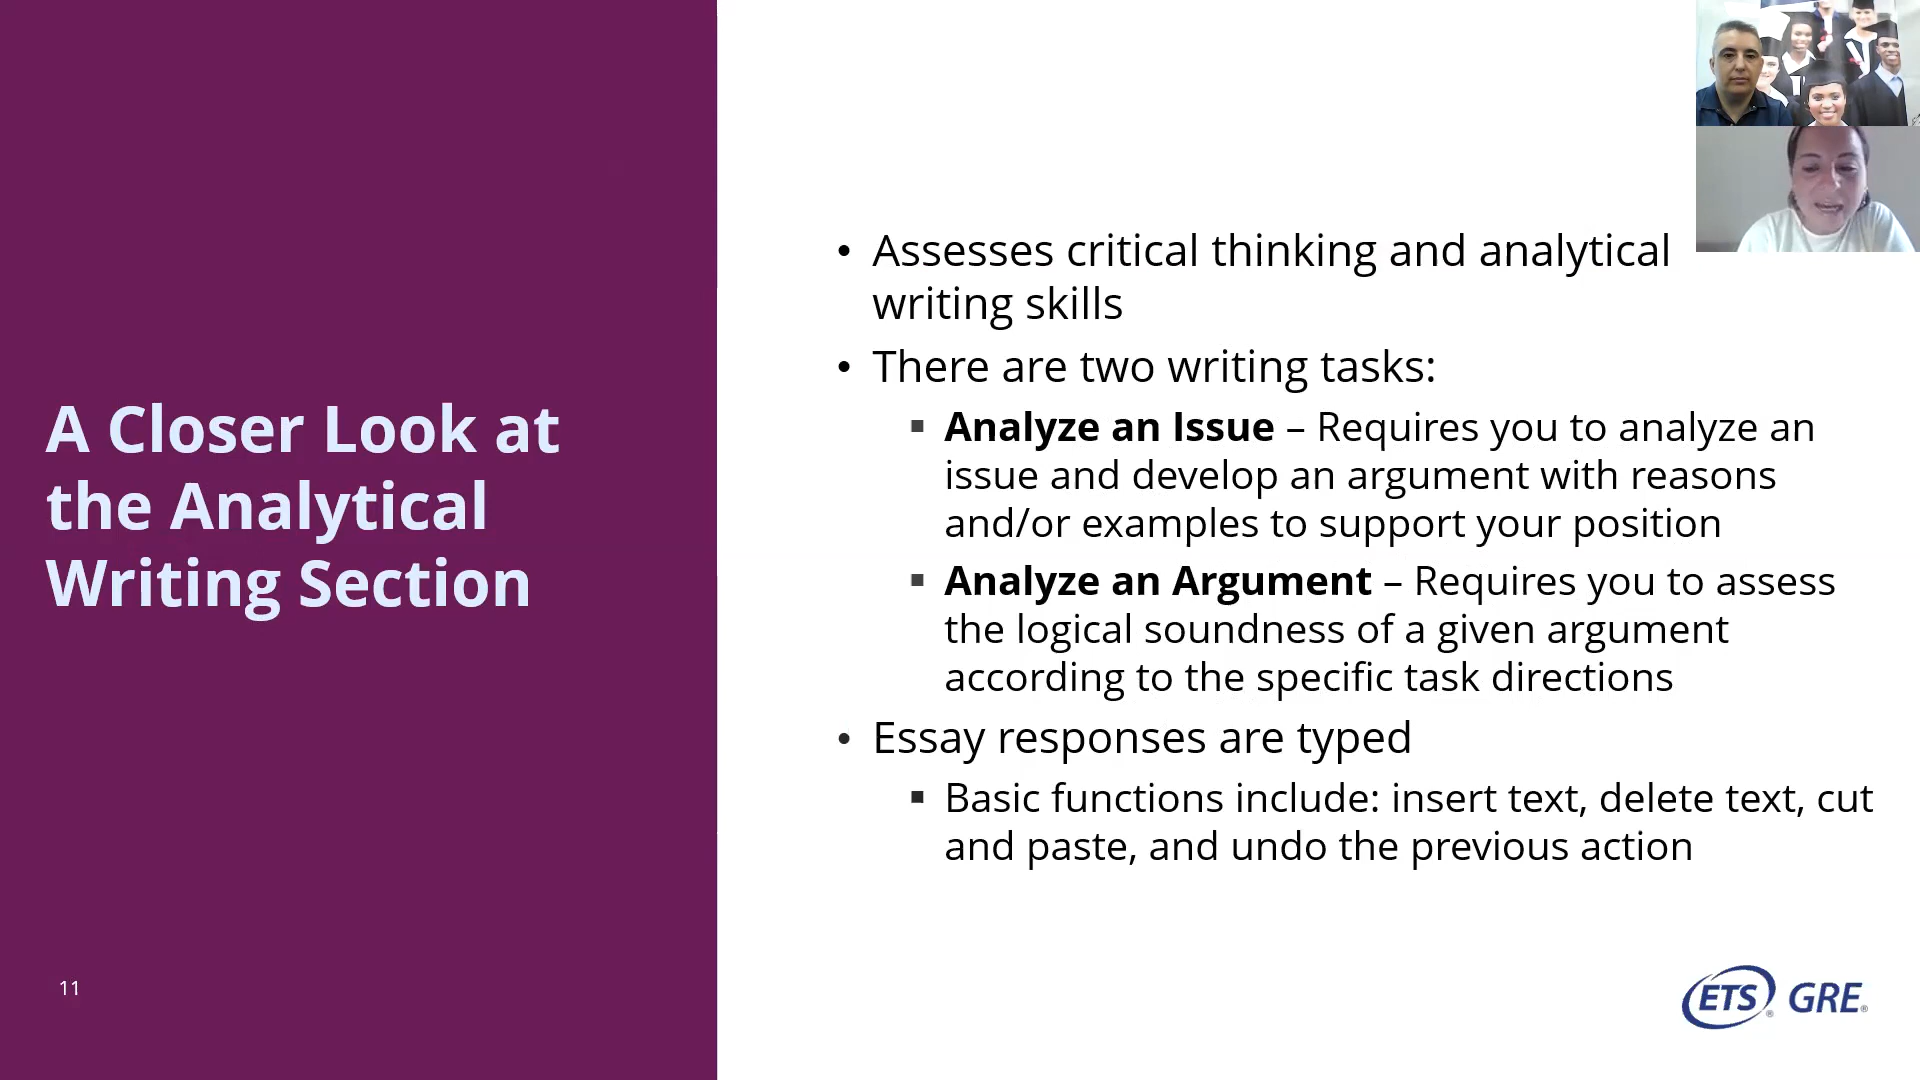 A Closer Look at
the Analytical
Writing Section
• Assesses critical thinking and analytical
writing skills
• There are two writing tasks:
▪ Analyze an Issue – Requires you to analyze an
issue and develop an argument with reasons
and/or examples to support your position
▪ Analyze an Argument – Requires you to assess
the logical soundness of a given argument
according to the specific task directions
• Essay responses are typed
▪ Basic functions include: insert text, delete text, cut
and paste, and undo the previous action
11
ETS® GRE®